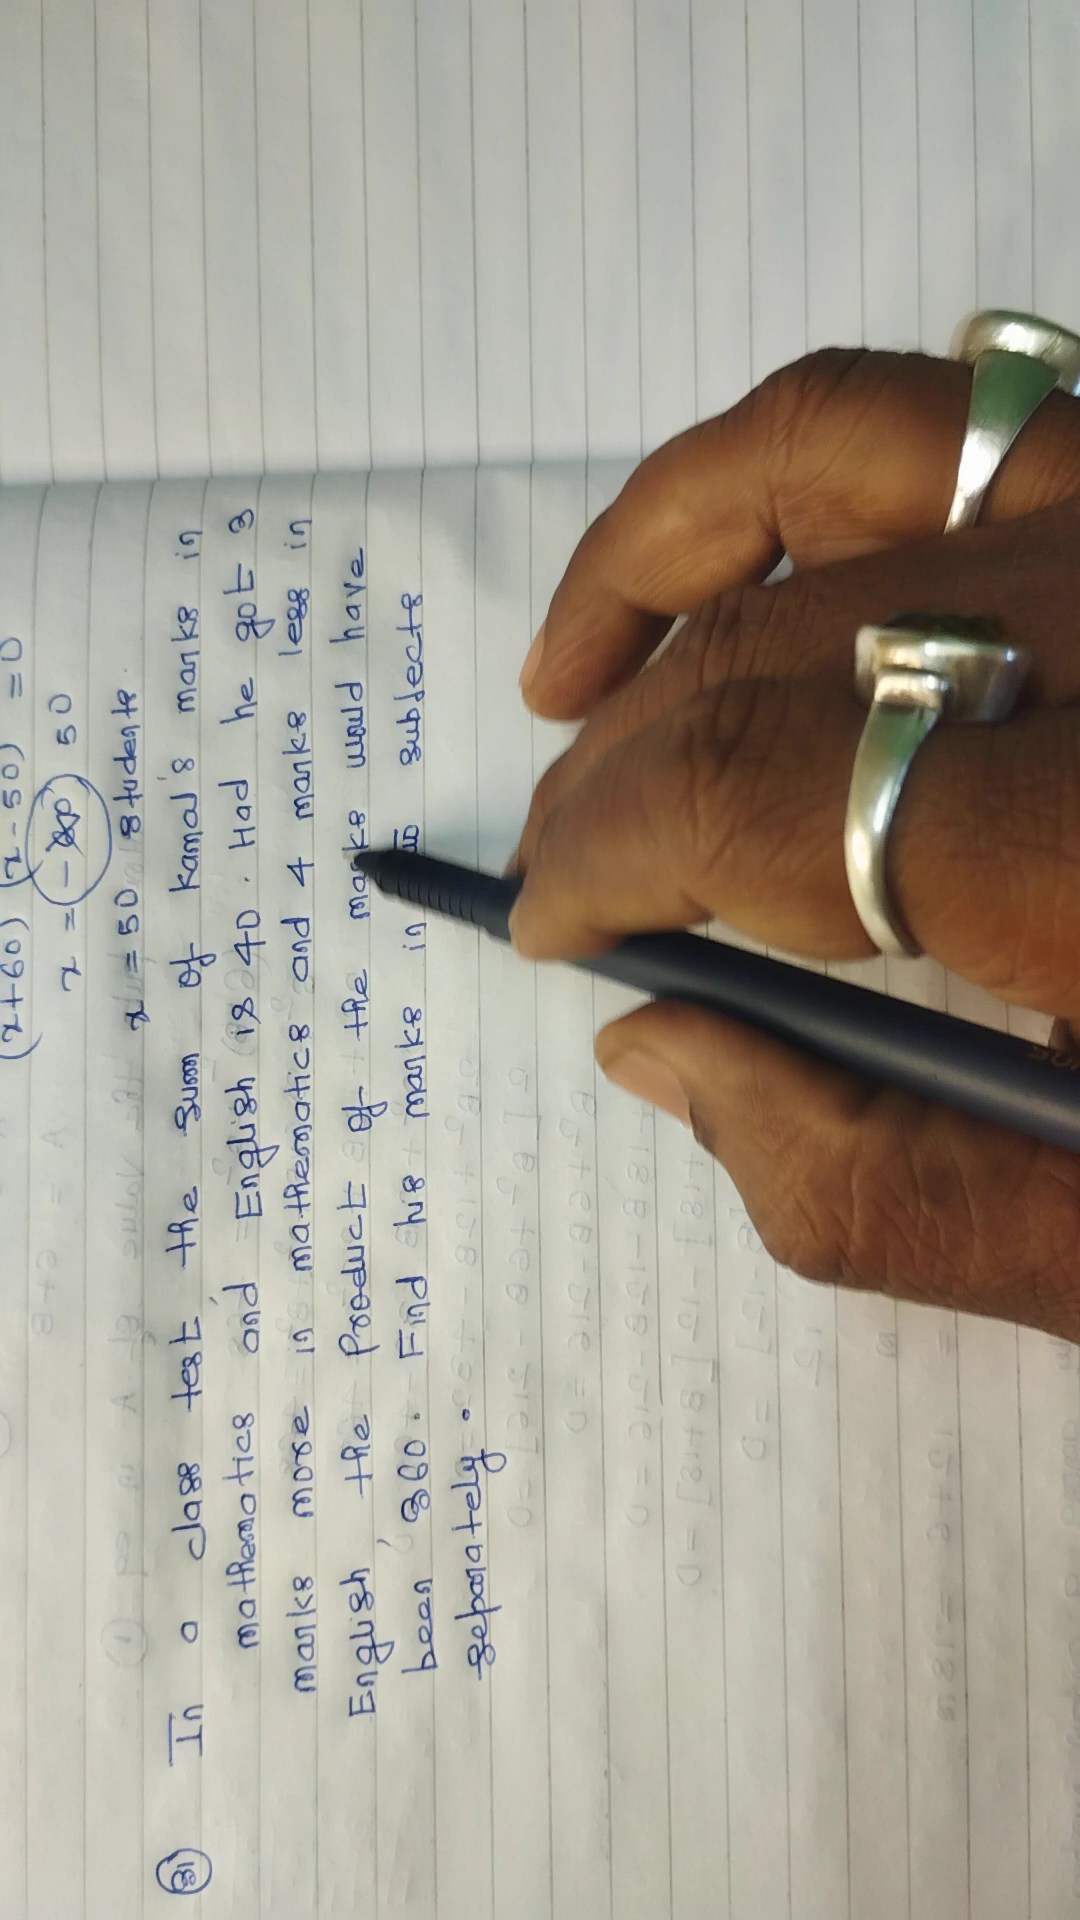 (x+60) (x-50) = 0
x = 50
x = 50 students.
③ In a class test the sum of Kamal's marks in
mathematics and English is 40. Had he got 3
marks more in mathematics and 4 marks less in
English the Product of the marks would have
been 360. Find his marks in subjects
separately.